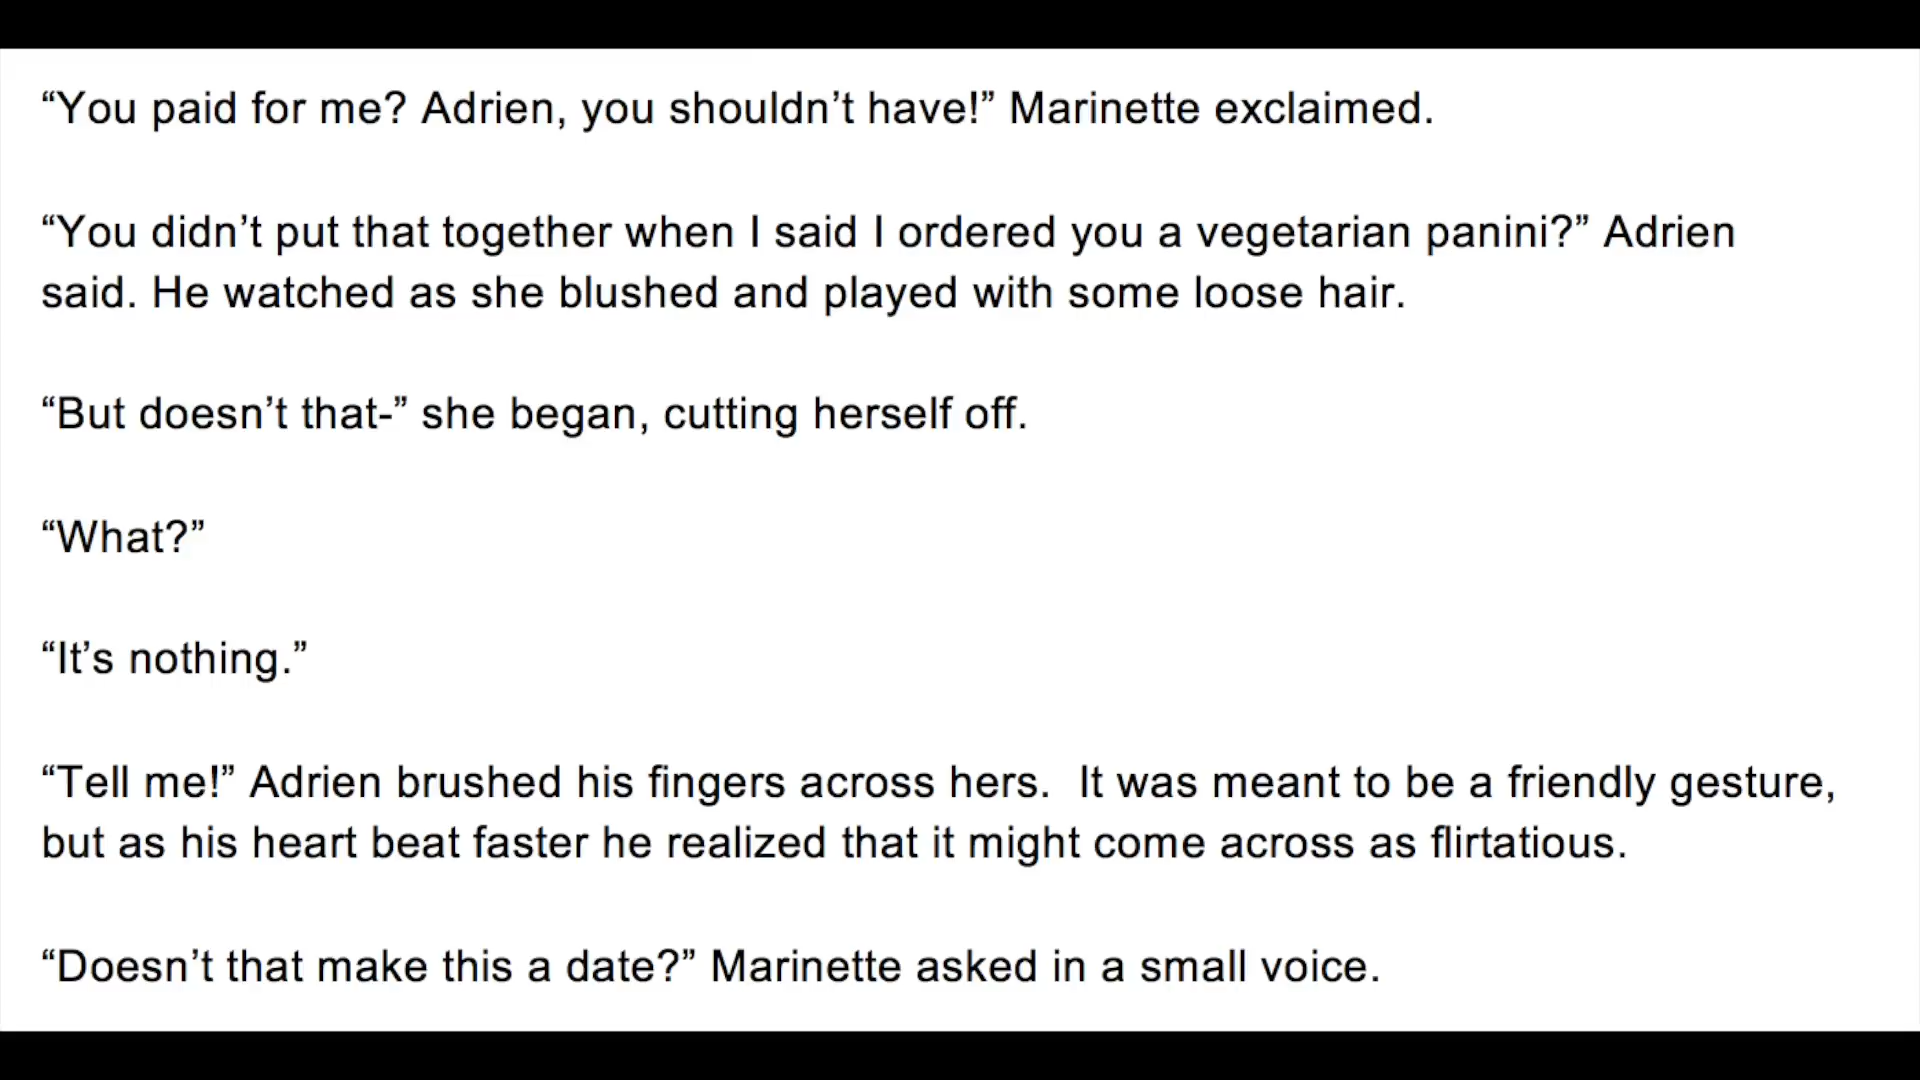 “You paid for me? Adrien, you shouldn’t have!” Marinette exclaimed.
“You didn’t put that together when I said I ordered you a vegetarian panini?” Adrien
said. He watched as she blushed and played with some loose hair.
“But doesn’t that-” she began, cutting herself off.
“What?”
“It’s nothing.”
“Tell me!” Adrien brushed his fingers across hers.  It was meant to be a friendly gesture,
but as his heart beat faster he realized that it might come across as flirtatious.
“Doesn’t that make this a date?” Marinette asked in a small voice.